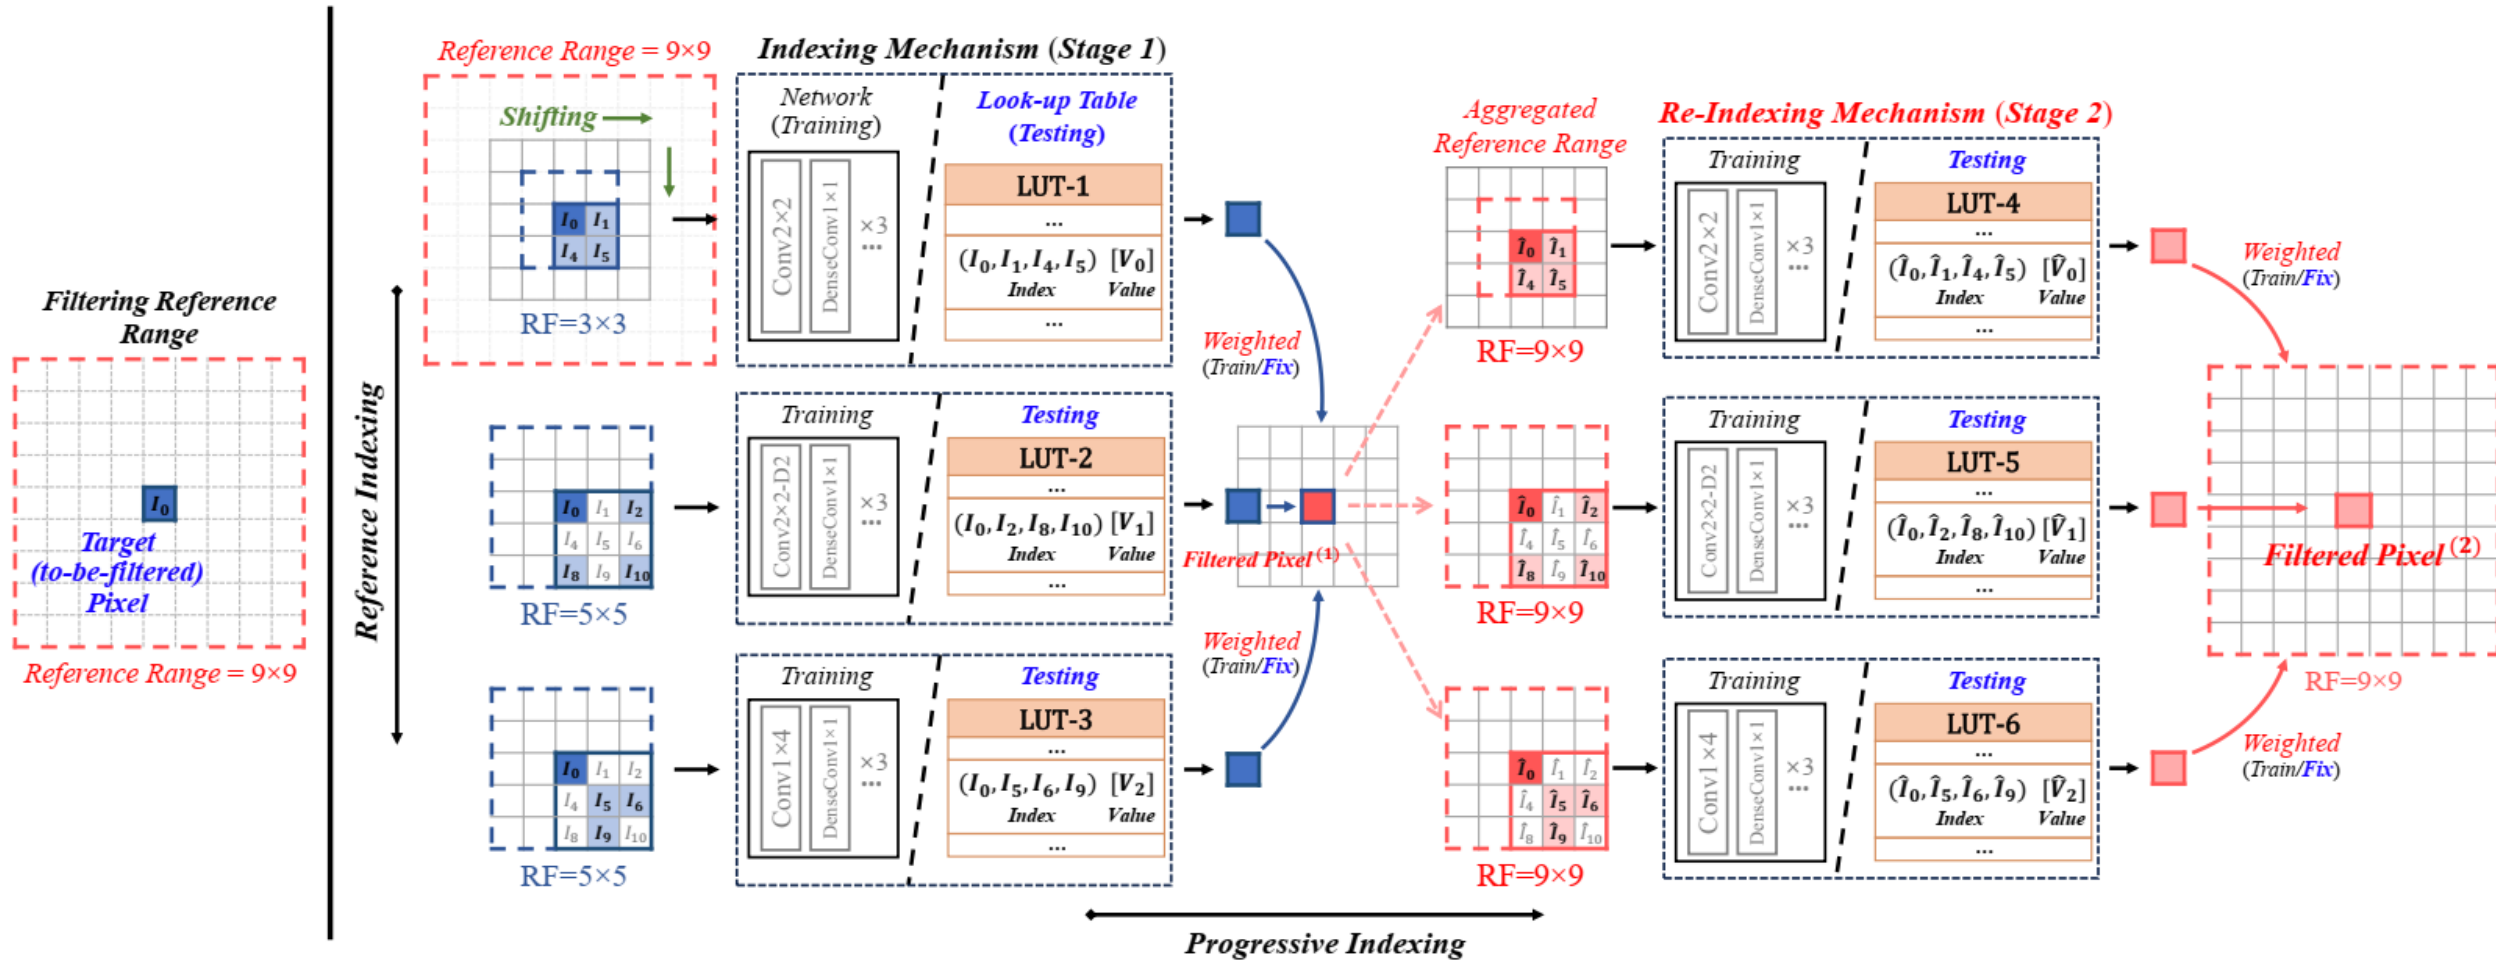 Filtering Reference
Range
I₀
Target
(to-be-filtered)
Pixel
Reference Range = 9×9
Reference Indexing
Reference Range = 9×9
Shifting
I₀ I₁
I₄ I₅
RF=3×3
I₀ I₁ I₂
I₄ I₅ I₆
I₈ I₉ I₁₀
RF=5×5
I₀ I₁ I₂
I₄ I₅ I₆
I₈ I₉ I₁₀
RF=5×5
Indexing Mechanism (Stage 1)
Network
(Training)
Conv2×2
DenseConv1×1
×3
...
Look-up Table
(Testing)
LUT-1
...
(I₀, I₁, I₄, I₅) [V₀]
Index Value
...
Training
Conv2×2-D2
DenseConv1×1
×3
...
Testing
LUT-2
...
(I₀, I₂, I₈, I₁₀) [V₁]
Index Value
...
Training
Conv1×4
DenseConv1×1
×3
...
Testing
LUT-3
...
(I₀, I₅, I₆, I₉) [V₂]
Index Value
...
Weighted
(Train/Fix)
Filtered Pixel⁽¹⁾
Weighted
(Train/Fix)
Progressive Indexing
Aggregated
Reference Range
Î₀ Î₁
Î₄ Î₅
RF=9×9
Î₀ Î₁ Î₂
Î₄ Î₅ Î₆
Î₈ Î₉ Î₁₀
RF=9×9
Î₀ Î₁ Î₂
Î₄ Î₅ Î₆
Î₈ Î₉ Î₁₀
RF=9×9
Re-Indexing Mechanism (Stage 2)
Training
Conv2×2
DenseConv1×1
×3
...
Testing
LUT-4
...
(Î₀, Î₁, Î₄, Î₅) [V̂₀]
Index Value
...
Training
Conv2×2-D2
DenseConv1×1
×3
...
Testing
LUT-5
...
(Î₀, Î₂, Î₈, Î₁₀) [V̂₁]
Index Value
...
Training
Conv1×4
DenseConv1×1
×3
...
Testing
LUT-6
...
(Î₀, Î₅, Î₆, Î₉) [V̂₂]
Index Value
...
Weighted
(Train/Fix)
Filtered Pixel⁽²⁾
RF=9×9
Weighted
(Train/Fix)